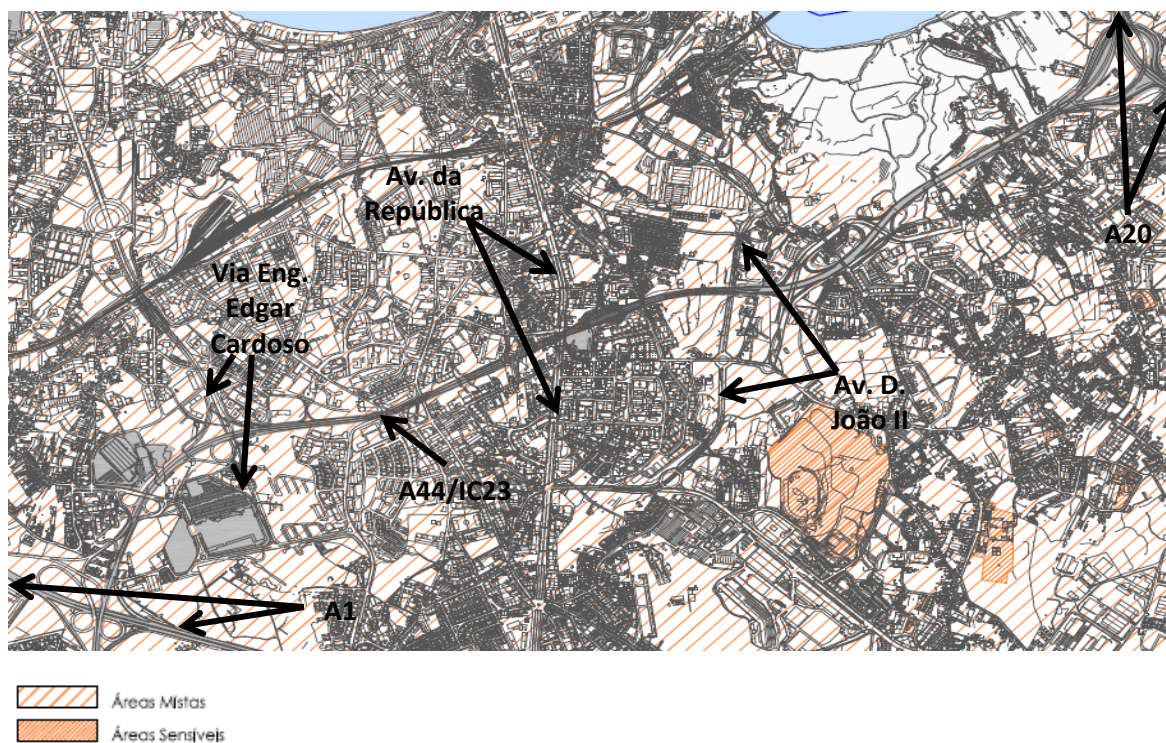 Av. da
República
A20
Via Eng.
Edgar
Cardoso
Av. D.
João II
A44/IC23
A1
Áreas Mistas
Áreas Sensíveis